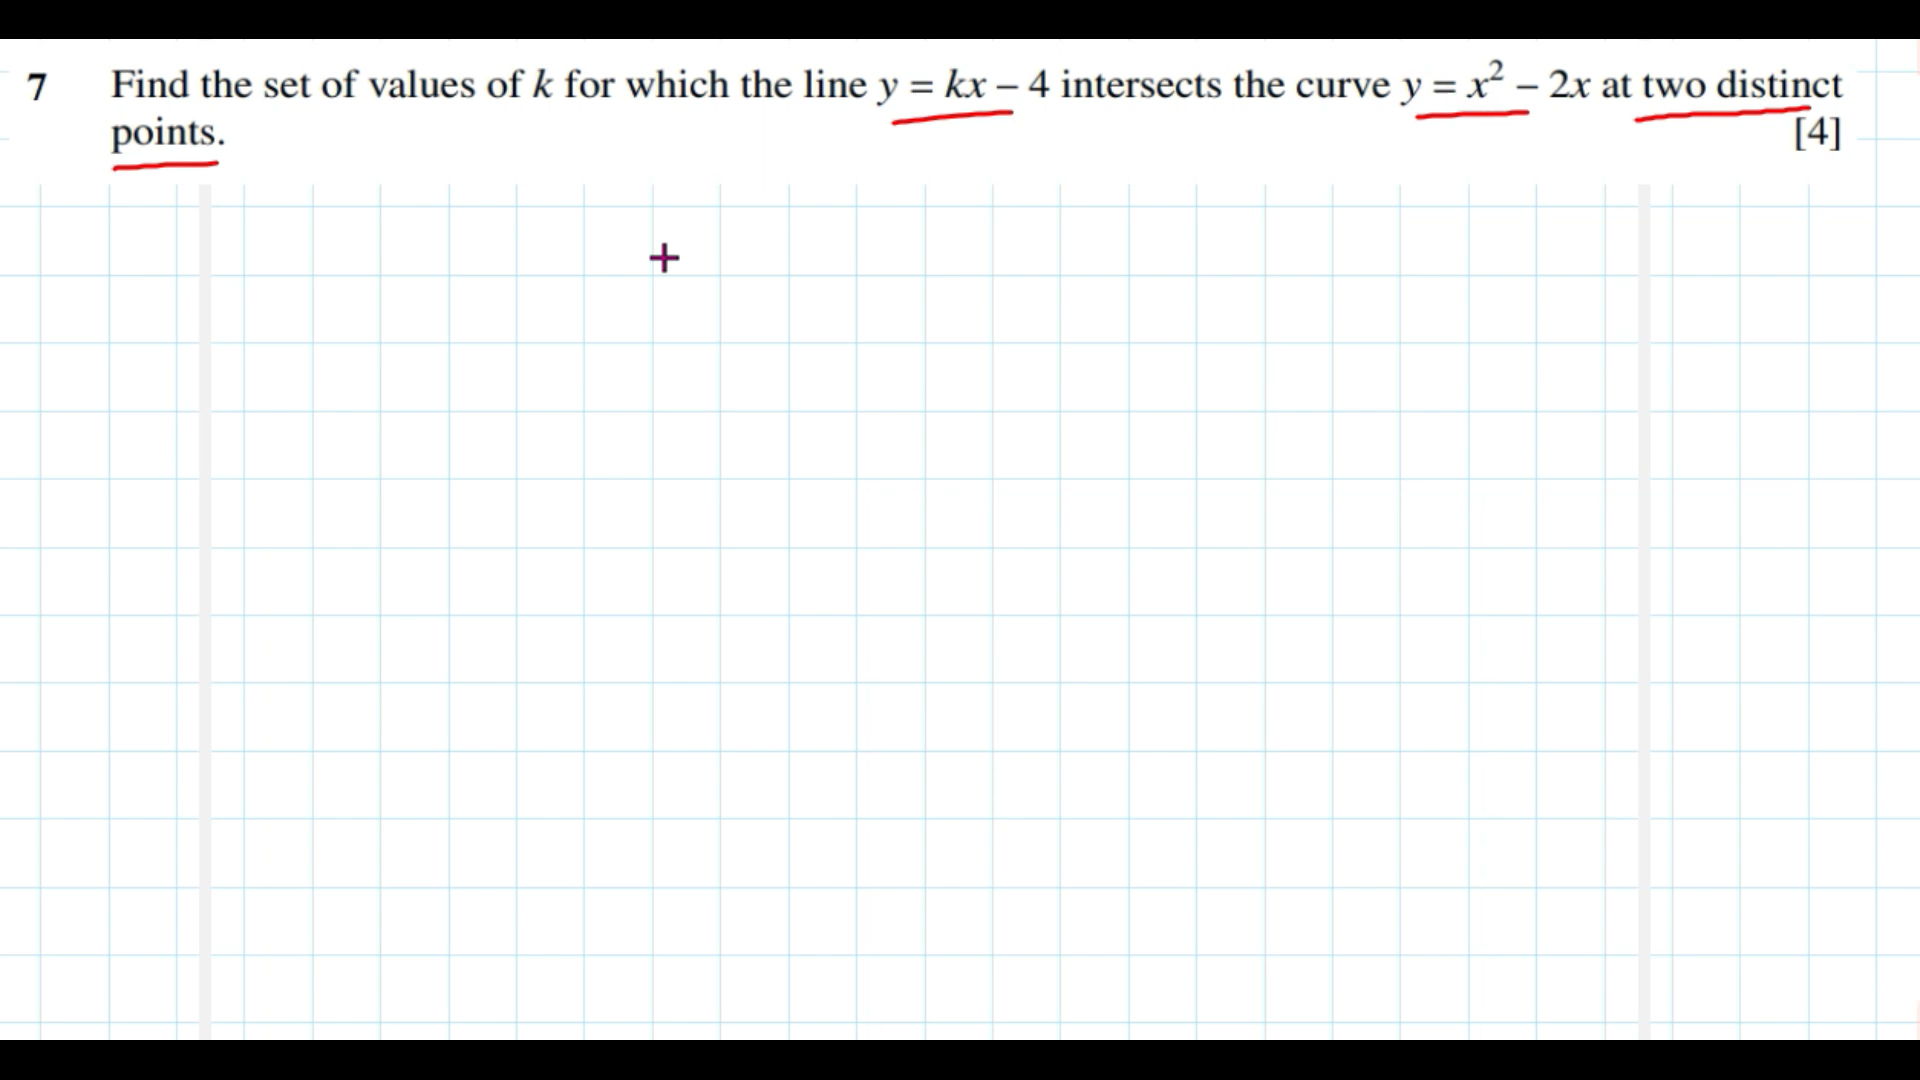 7 Find the set of values of k for which the line y = kx – 4 intersects the curve y = x² – 2x at two distinct
points. [4]